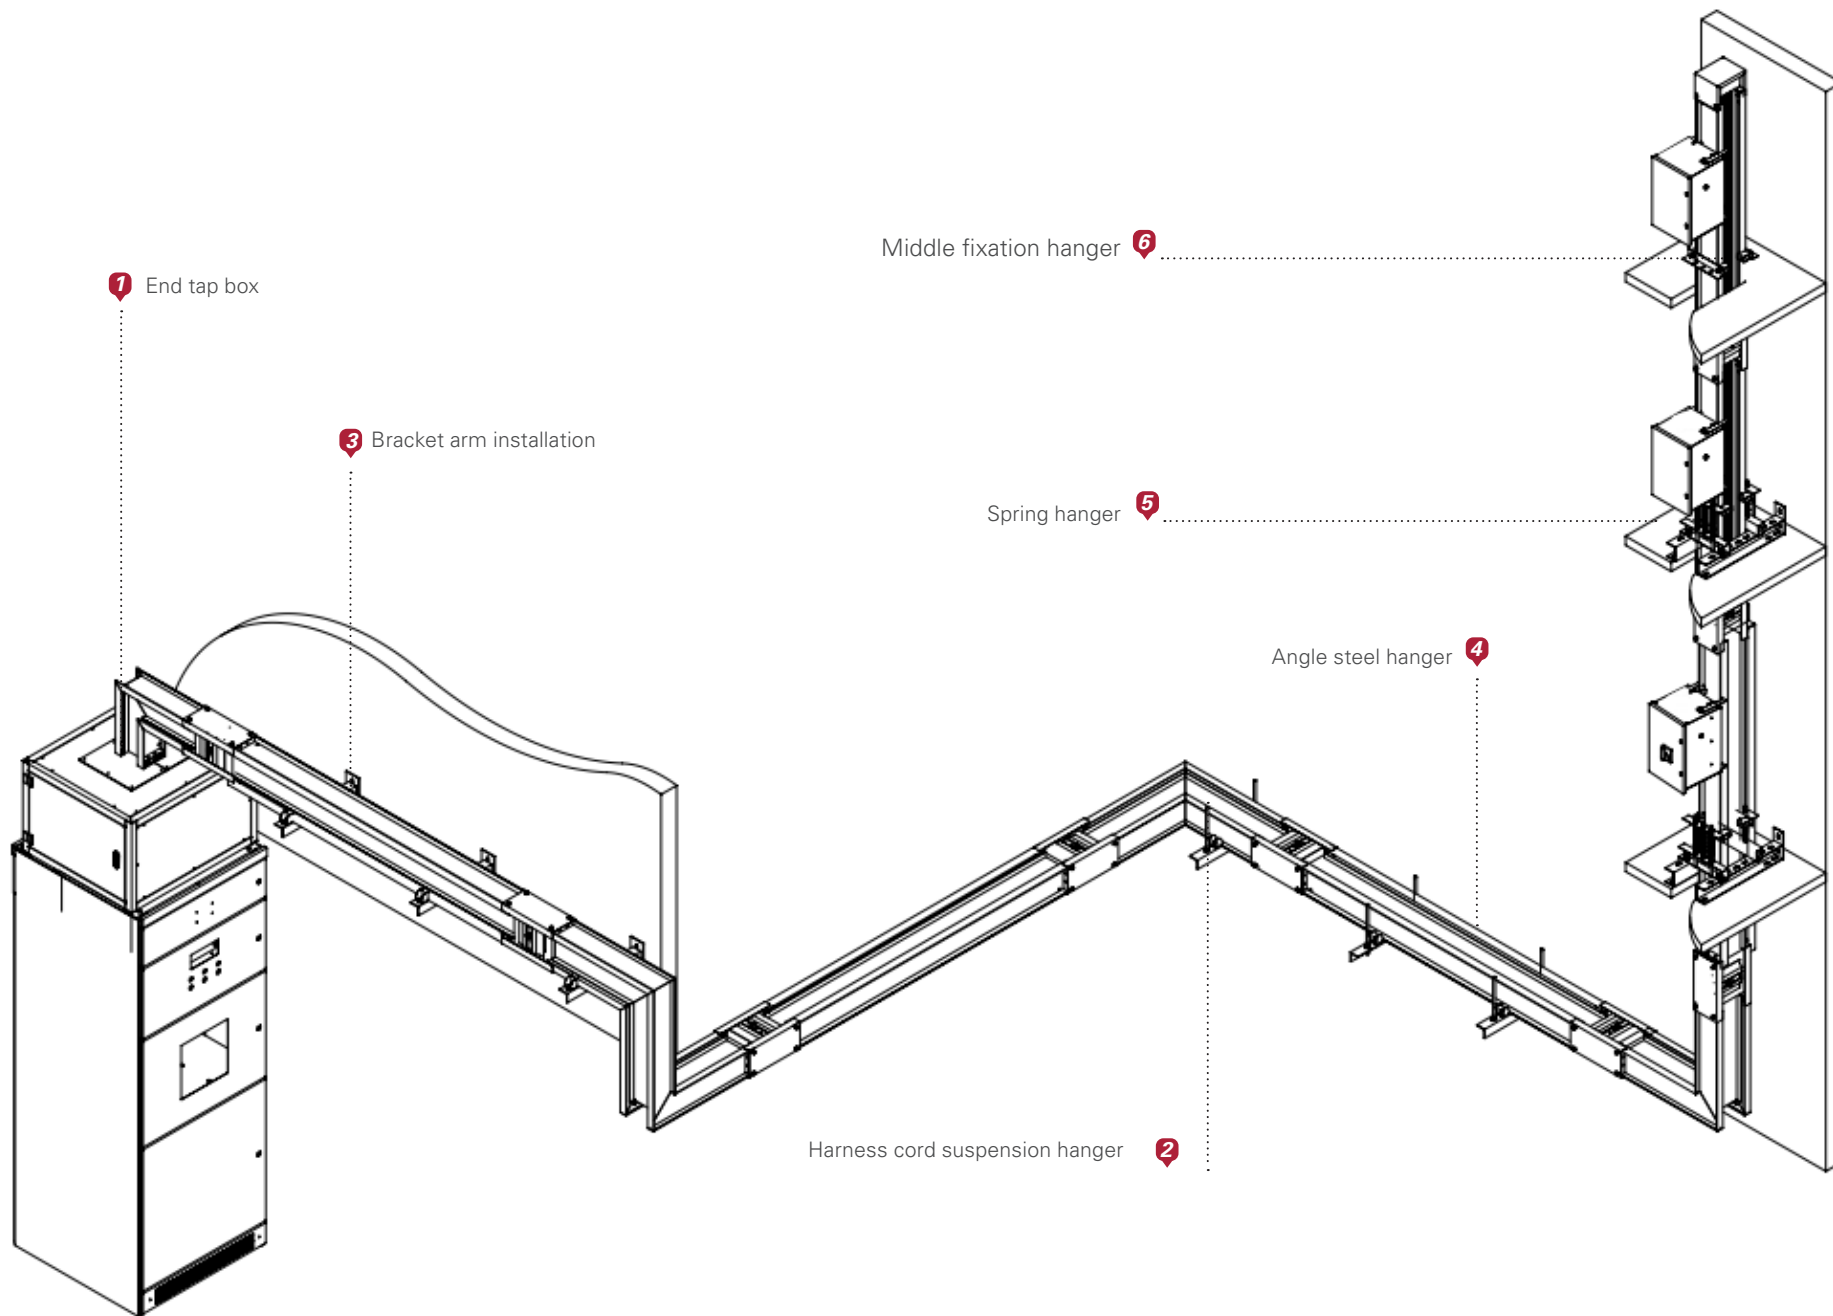 Middle fixation hanger 6
1 End tap box
3 Bracket arm installation
Spring hanger 5
Angle steel hanger 4
Harness cord suspension hanger 2